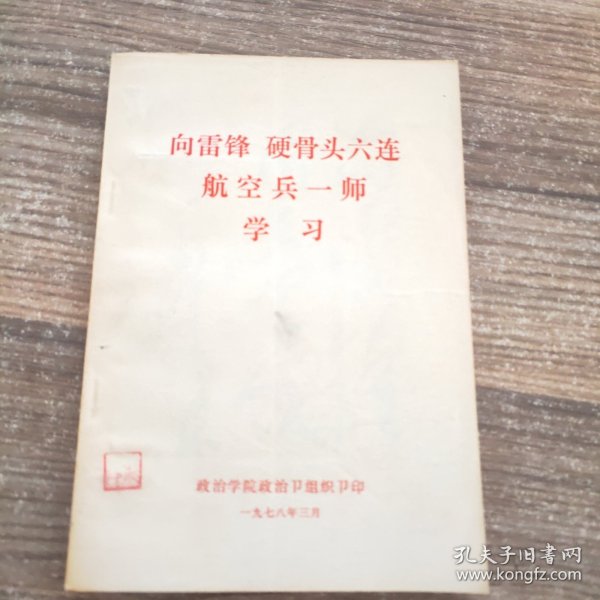 向雷锋 硬骨头六连
航空兵一师
学习
政治学院政治卩组织卩印
一九七八年三月
孔夫子旧书网
www.kongfz.com